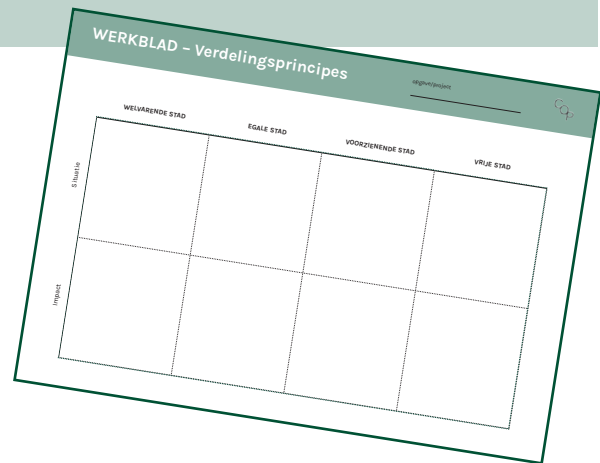 WERKBLAD – Verdelingsprincipes
opgave/project
WELVARENDE STAD
EGALE STAD
VOORZIENENDE STAD
VRIJE STAD
Situatie
Impact